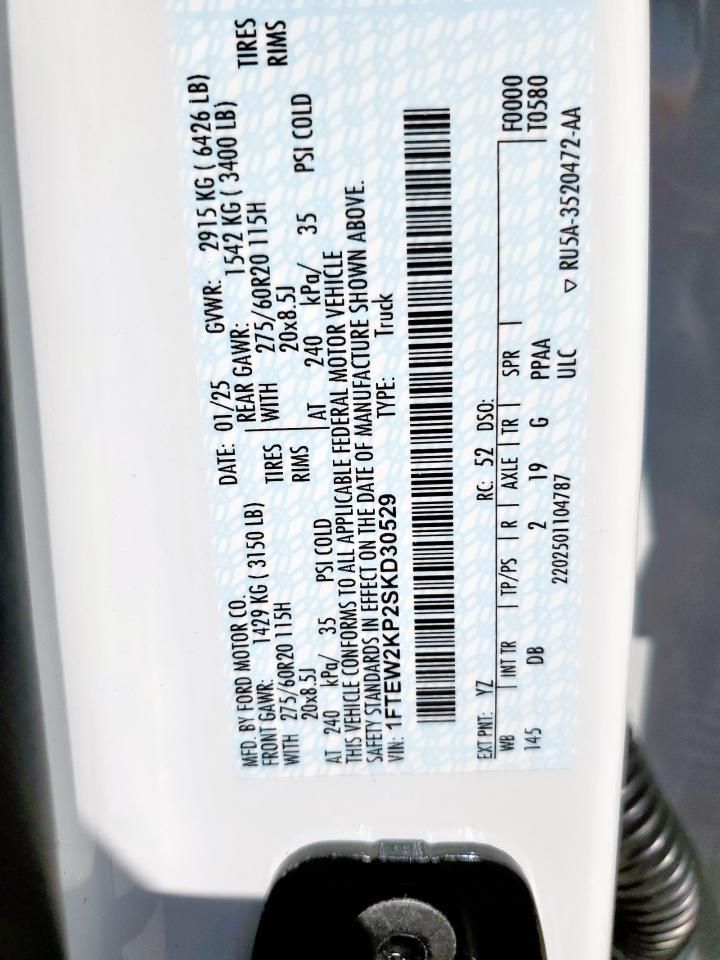 MFD. BY FORD MOTOR CO. DATE: 01/25 GVWR: 2915 KG ( 6426 LB)
FRONT GAWR: 1429 KG ( 3150 LB) REAR GAWR: 1542 KG ( 3400 LB)
WITH 275/60R20 115H TIRES WITH 275/60R20 115H TIRES
20x8.5J RIMS 20x8.5J RIMS
AT 240 kPa/ 35 PSI COLD AT 240 kPa/ 35 PSI COLD
THIS VEHICLE CONFORMS TO ALL APPLICABLE FEDERAL MOTOR VEHICLE
SAFETY STANDARDS IN EFFECT ON THE DATE OF MANUFACTURE SHOWN ABOVE.
VIN: 1FTEW2KP2SKD30529 TYPE: Truck
EXT PNT: YZ RC: 52 DSO:
WB INT TR TP/PS R AXLE TR SPR F0000
145 DB 2 19 G PPAA T0580
2202501104787 ULC
▽ RU5A-3520472-AA